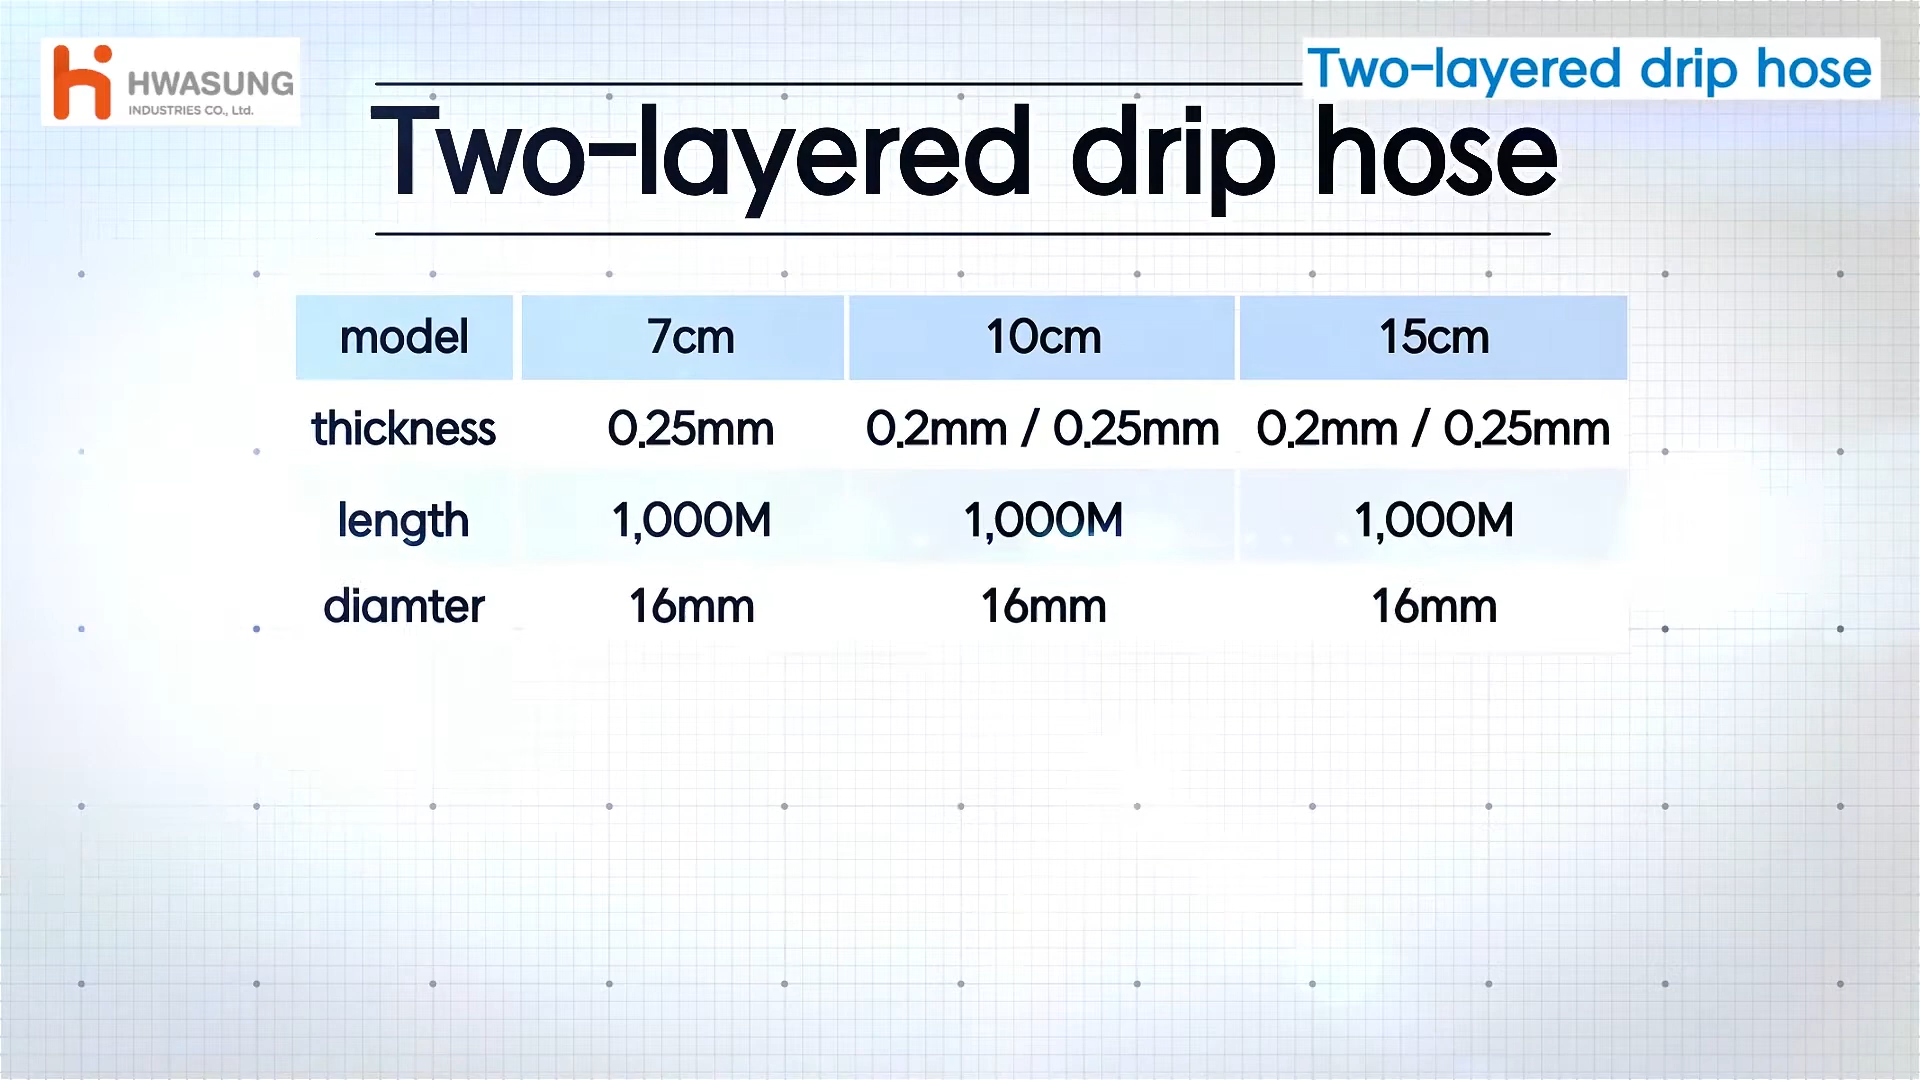 HWASUNG
INDUSTRIES CO., Ltd.
Two-layered drip hose
Two-layered drip hose
model 7cm 10cm 15cm
thickness 0.25mm 0.2mm / 0.25mm 0.2mm / 0.25mm
length 1,000M 1,000M 1,000M
diamter 16mm 16mm 16mm